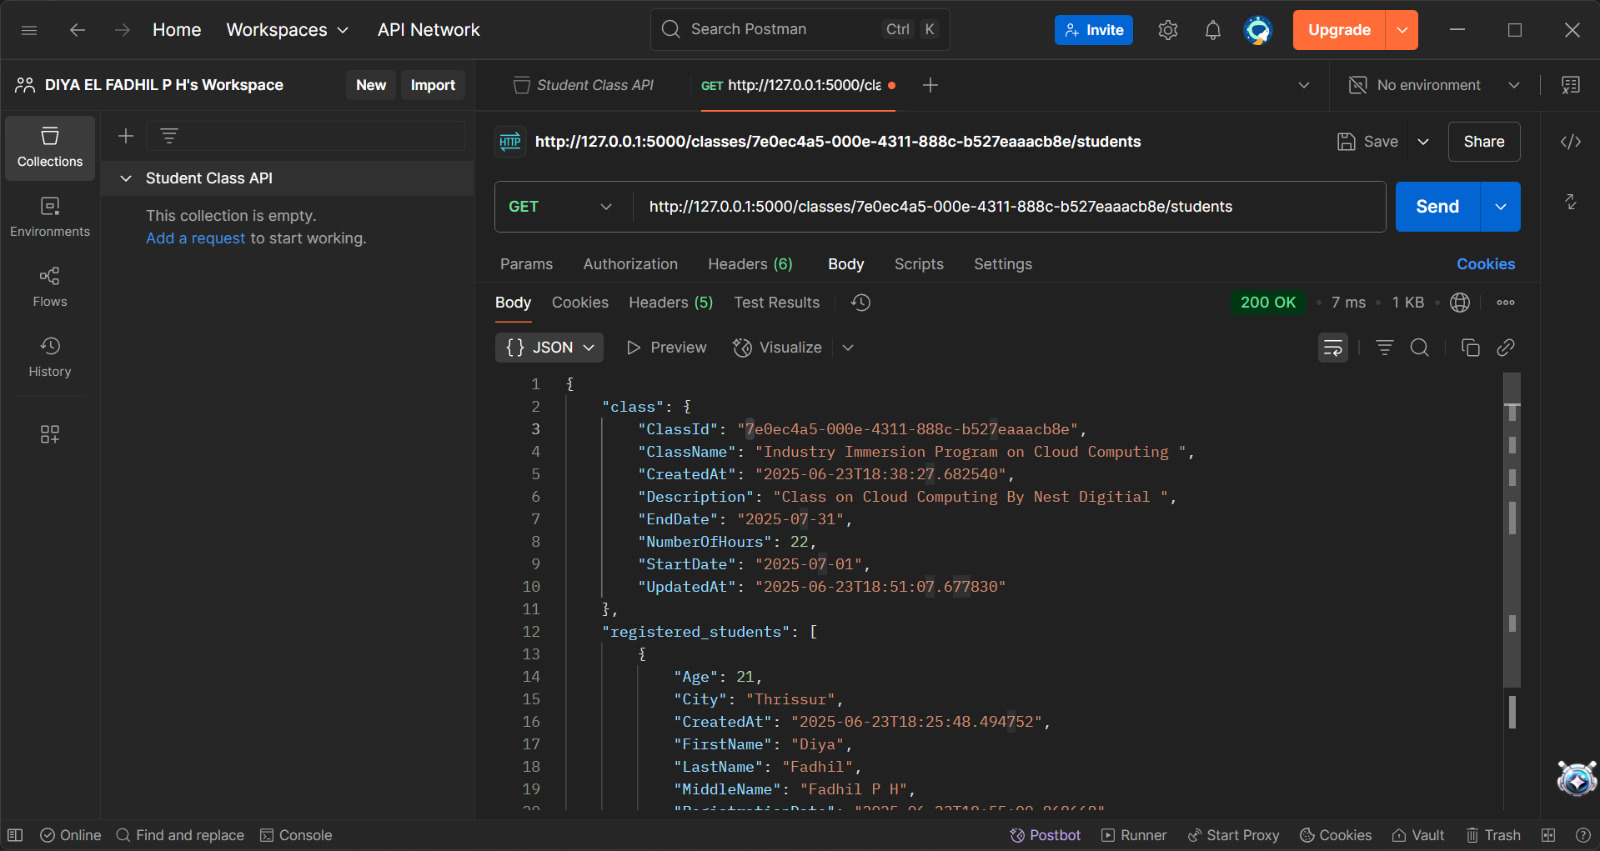 Home Workspaces API Network Search Postman Ctrl K Invite Upgrade
DIYA EL FADHIL P H's Workspace New Import Student Class API GET http://127.0.0.1:5000/cla No environment
Collections
Environments
Flows
History
Student Class API
This collection is empty.
Add a request to start working.
HTTP http://127.0.0.1:5000/classes/7e0ec4a5-000e-4311-888c-b527eaaacb8e/students Save Share
GET http://127.0.0.1:5000/classes/7e0ec4a5-000e-4311-888c-b527eaaacb8e/students Send
Params Authorization Headers (6) Body Scripts Settings Cookies
Body Cookies Headers (5) Test Results 200 OK • 7 ms • 1 KB •
{} JSON Preview Visualize
1 {
2 "class": {
3 "ClassId": "7e0ec4a5-000e-4311-888c-b527eaaacb8e",
4 "ClassName": "Industry Immersion Program on Cloud Computing ",
5 "CreatedAt": "2025-06-23T18:38:27.682540",
6 "Description": "Class on Cloud Computing By Nest Digitial ",
7 "EndDate": "2025-07-31",
8 "NumberOfHours": 22,
9 "StartDate": "2025-07-01",
10 "UpdatedAt": "2025-06-23T18:51:07.677830"
11 },
12 "registered_students": [
13 {
14 "Age": 21,
15 "City": "Thrissur",
16 "CreatedAt": "2025-06-23T18:25:48.494752",
17 "FirstName": "Diya",
18 "LastName": "Fadhil",
19 "MiddleName": "Fadhil P H",
Online Find and replace Console Postbot Runner Start Proxy Cookies Vault Trash